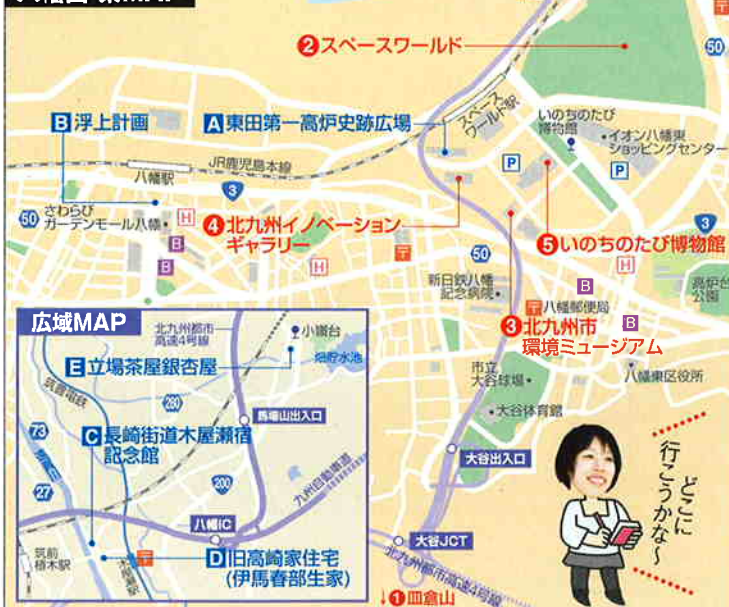 ❷スペースワールド
50
B 浮上計画
A 東田第一高炉史跡広場
スペース
ワールド駅
いのちのたび
博物館
イオン八幡東
ショッピングセンター
P
P
JR鹿児島本線
八幡駅
3
50
さわらび
ガーデンモール八幡
H
B
B
❹北九州イノベーション
ギャラリー
H
〒
50
❺いのちのたび博物館
3
H
B
高炉台
公園
新日鉄八幡
記念病院
〒八幡郵便局
B
❸北九州市
環境ミュージアム
八幡東区役所
市立
大谷球場
大谷体育館
大谷出入口
大谷JCT
北九州都市高速4号線
↓❶皿倉山
どこに
行こうかな～
広域MAP
北九州都市
高速4号線
小嶺台
畑貯水池
E 立場茶屋銀杏屋
筑豊電鉄
280
馬場山出入口
73
C 長崎街道木屋瀬宿
記念館
27
200
九州自動車道
八幡IC
筑前
植木駅
D 旧高崎家住宅
(伊馬春部生家)
〒